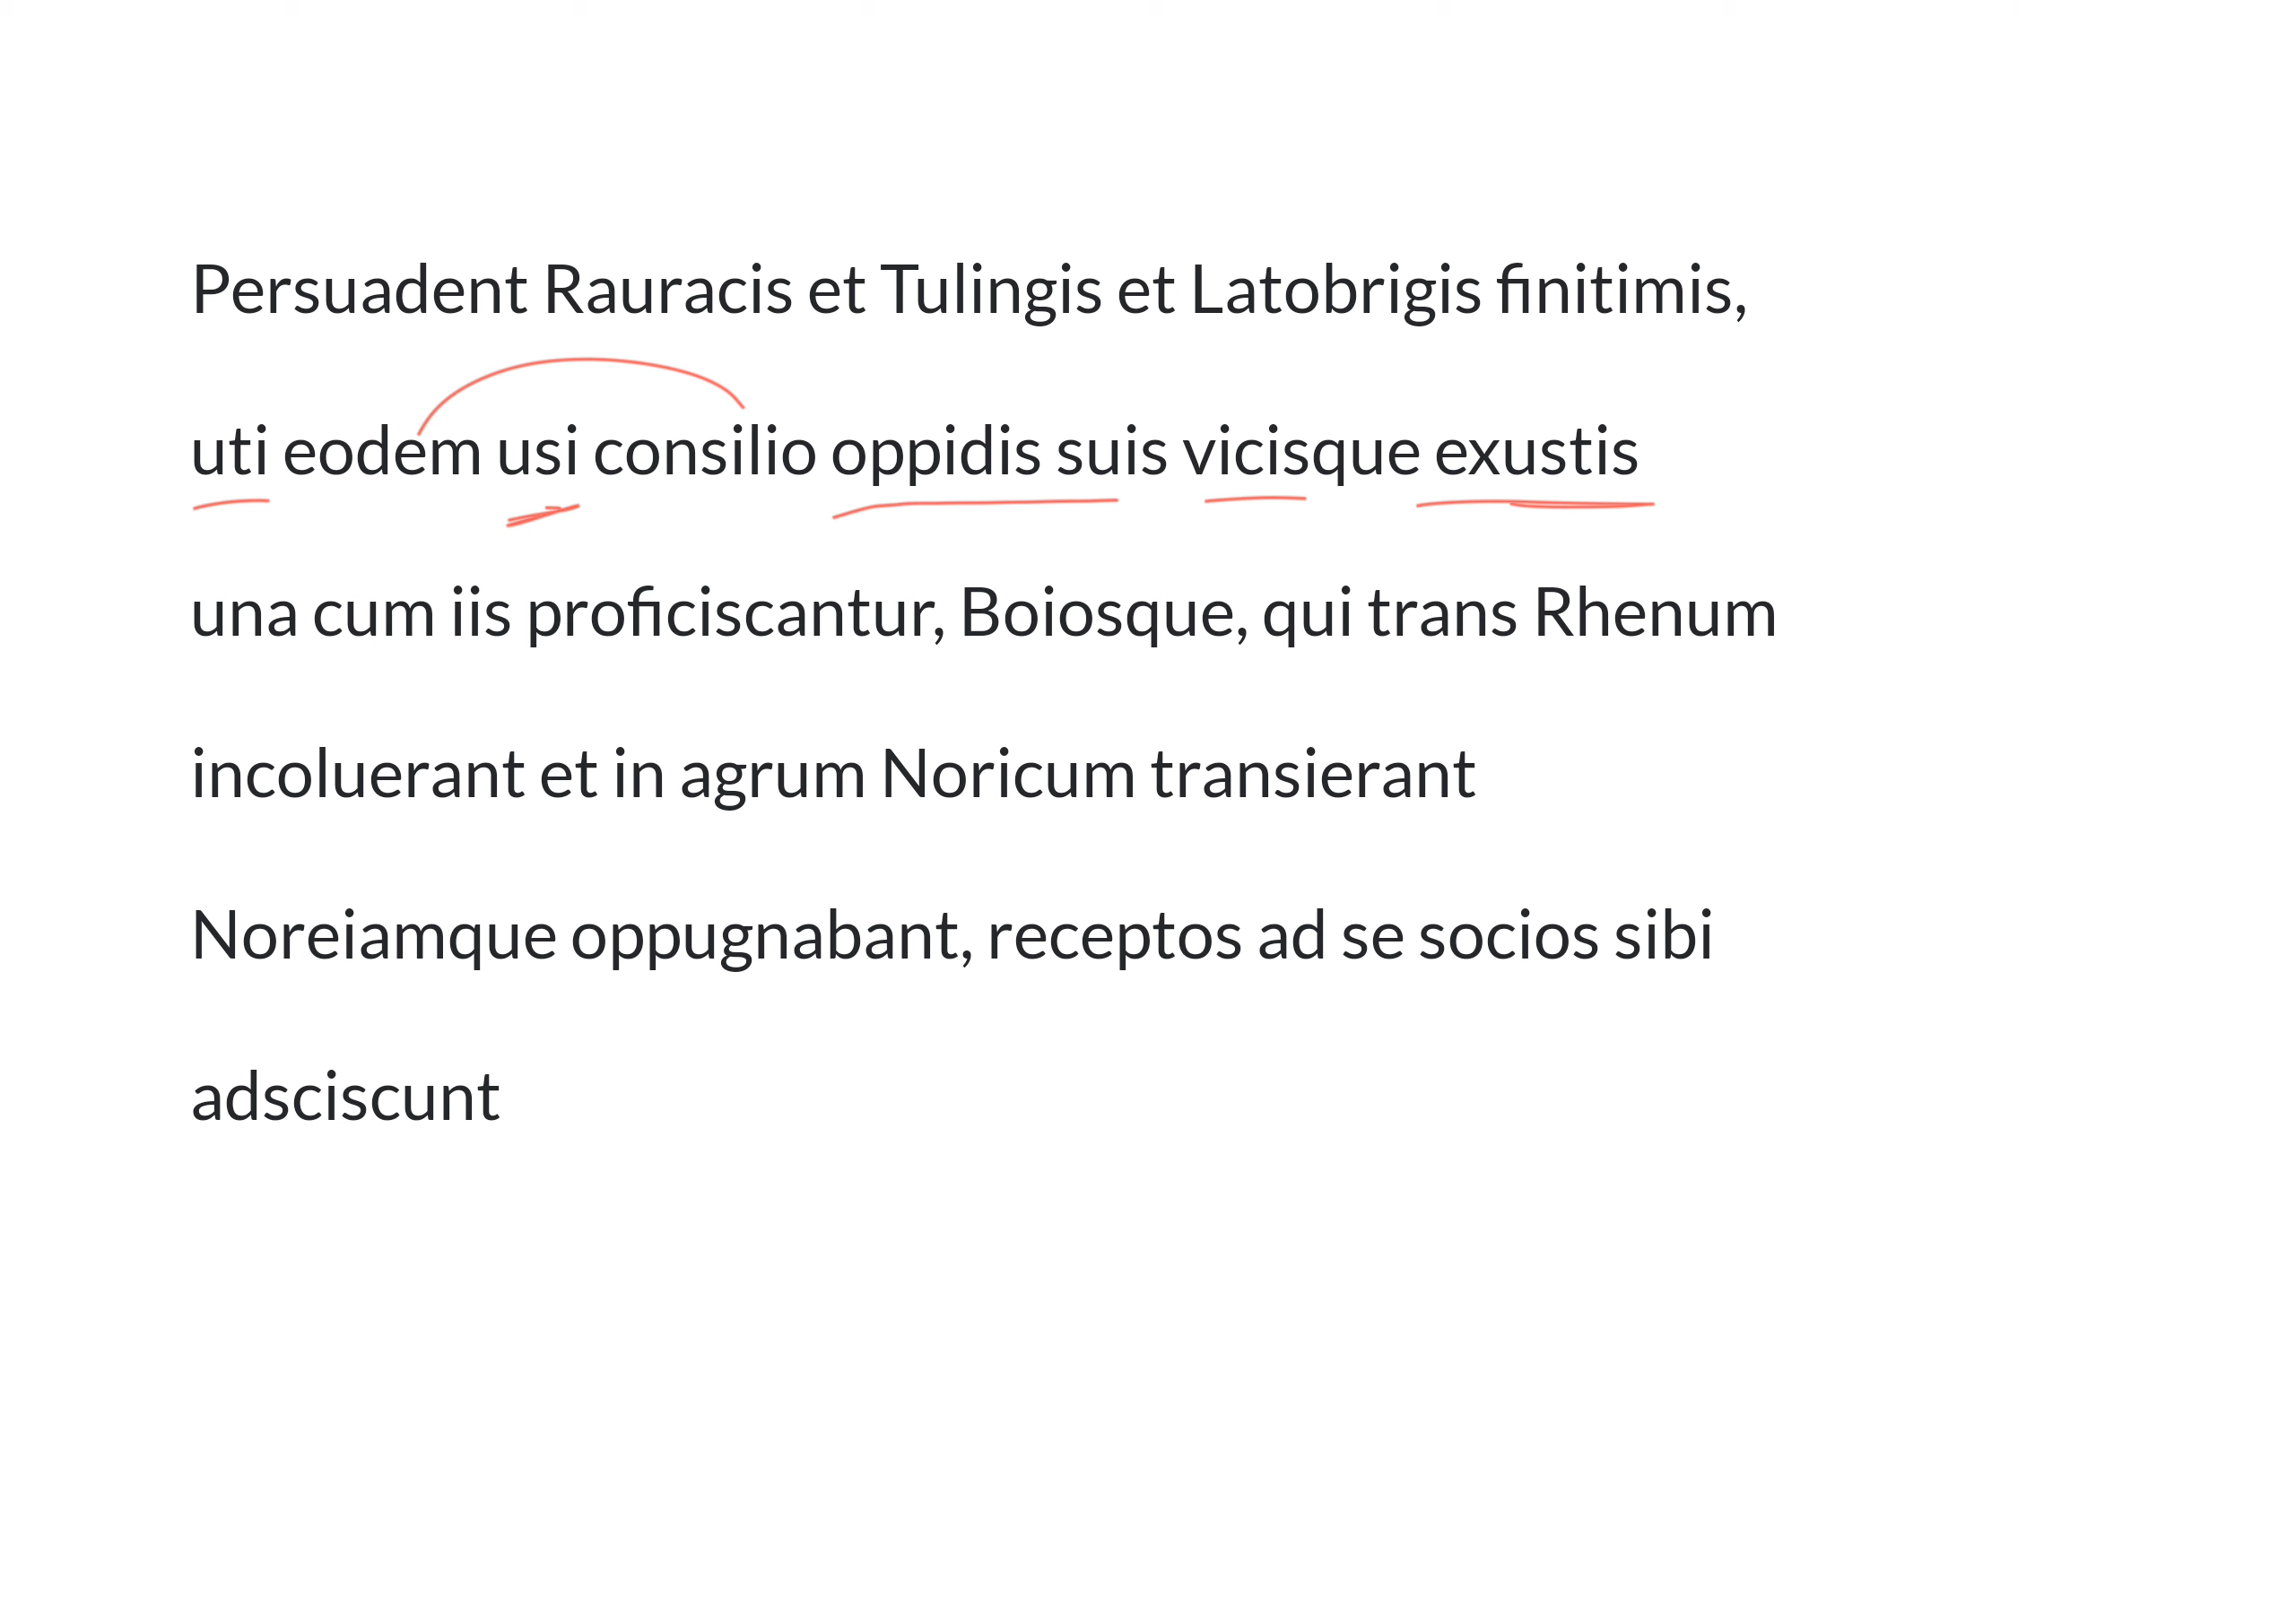 Persuadent Rauracis et Tulingis et Latobrigis finitimis,
uti eodem usi consilio oppidis suis vicisque exustis
una cum iis proficiscantur, Boiosque, qui trans Rhenum
incoluerant et in agrum Noricum transierant
Noreiamque oppugnabant, receptos ad se socios sibi
adsciscunt